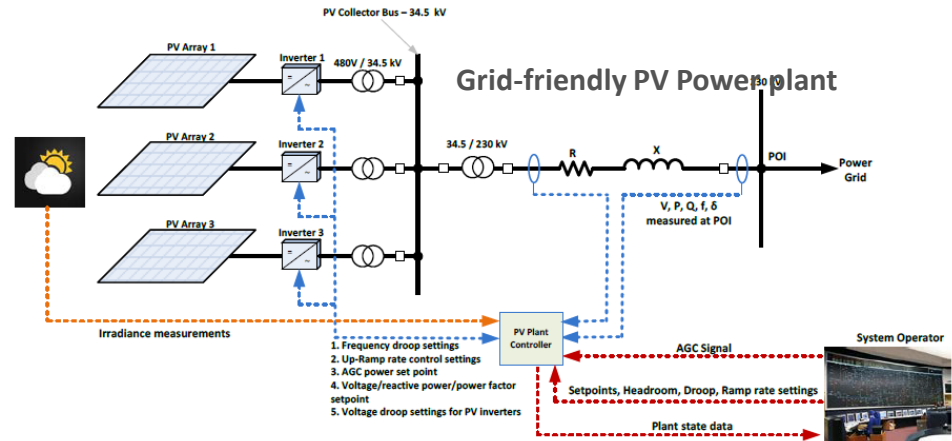 PV Collector Bus – 34.5 kV
PV Array 1
Inverter 1
480V / 34.5 kV
Grid-friendly PV Power plant
PV Array 2
Inverter 2
34.5 / 230 kV
R
X
POI
Power
Grid
V, P, Q, f, δ
measured at POI
PV Array 3
Inverter 3
Irradiance measurements
PV Plant
Controller
1. Frequency droop settings
2. Up-Ramp rate control settings
3. AGC power set point
4. Voltage/reactive power/power factor
setpoint
5. Voltage droop settings for PV inverters
System Operator
AGC Signal
Setpoints, Headroom, Droop, Ramp rate settings
Plant state data